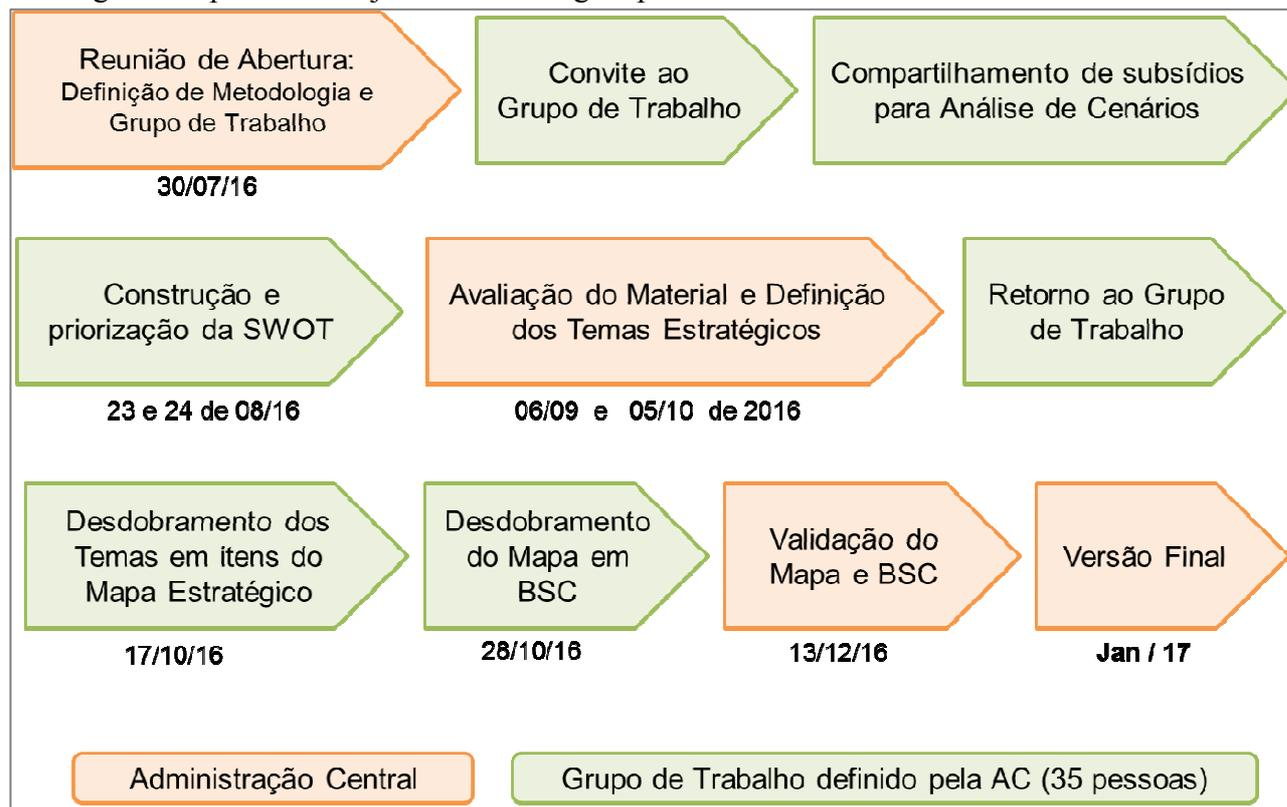 Reunião de Abertura:
Definição de Metodologia e
Grupo de Trabalho
30/07/16
Convite ao
Grupo de Trabalho
Compartilhamento de subsídios
para Análise de Cenários
Construção e
priorização da SWOT
23 e 24 de 08/16
Avaliação do Material e Definição
dos Temas Estratégicos
06/09 e 05/10 de 2016
Retorno ao Grupo
de Trabalho
Desdobramento dos
Temas em itens do
Mapa Estratégico
17/10/16
Desdobramento
do Mapa em
BSC
28/10/16
Validação do
Mapa e BSC
13/12/16
Versão Final
Jan / 17
Administração Central
Grupo de Trabalho definido pela AC (35 pessoas)